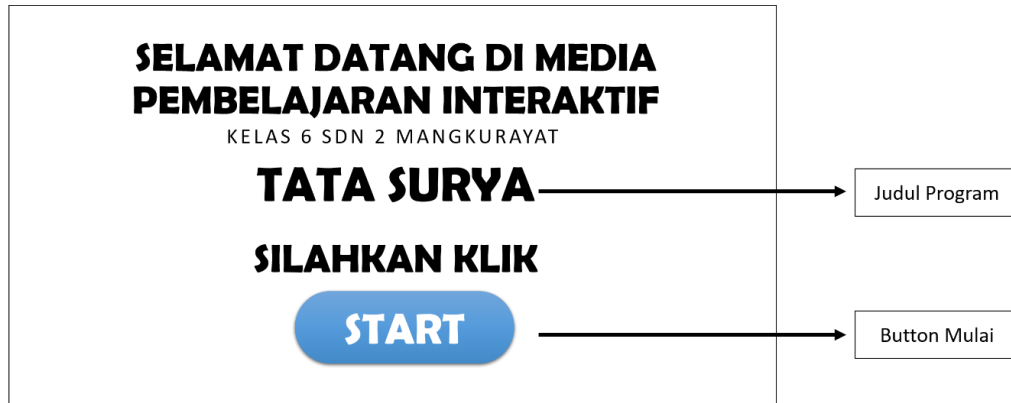 SELAMAT DATANG DI MEDIA
PEMBELAJARAN INTERAKTIF
KELAS 6 SDN 2 MANGKURAYAT
TATA SURYA
Judul Program
SILAHKAN KLIK
START
Button Mulai